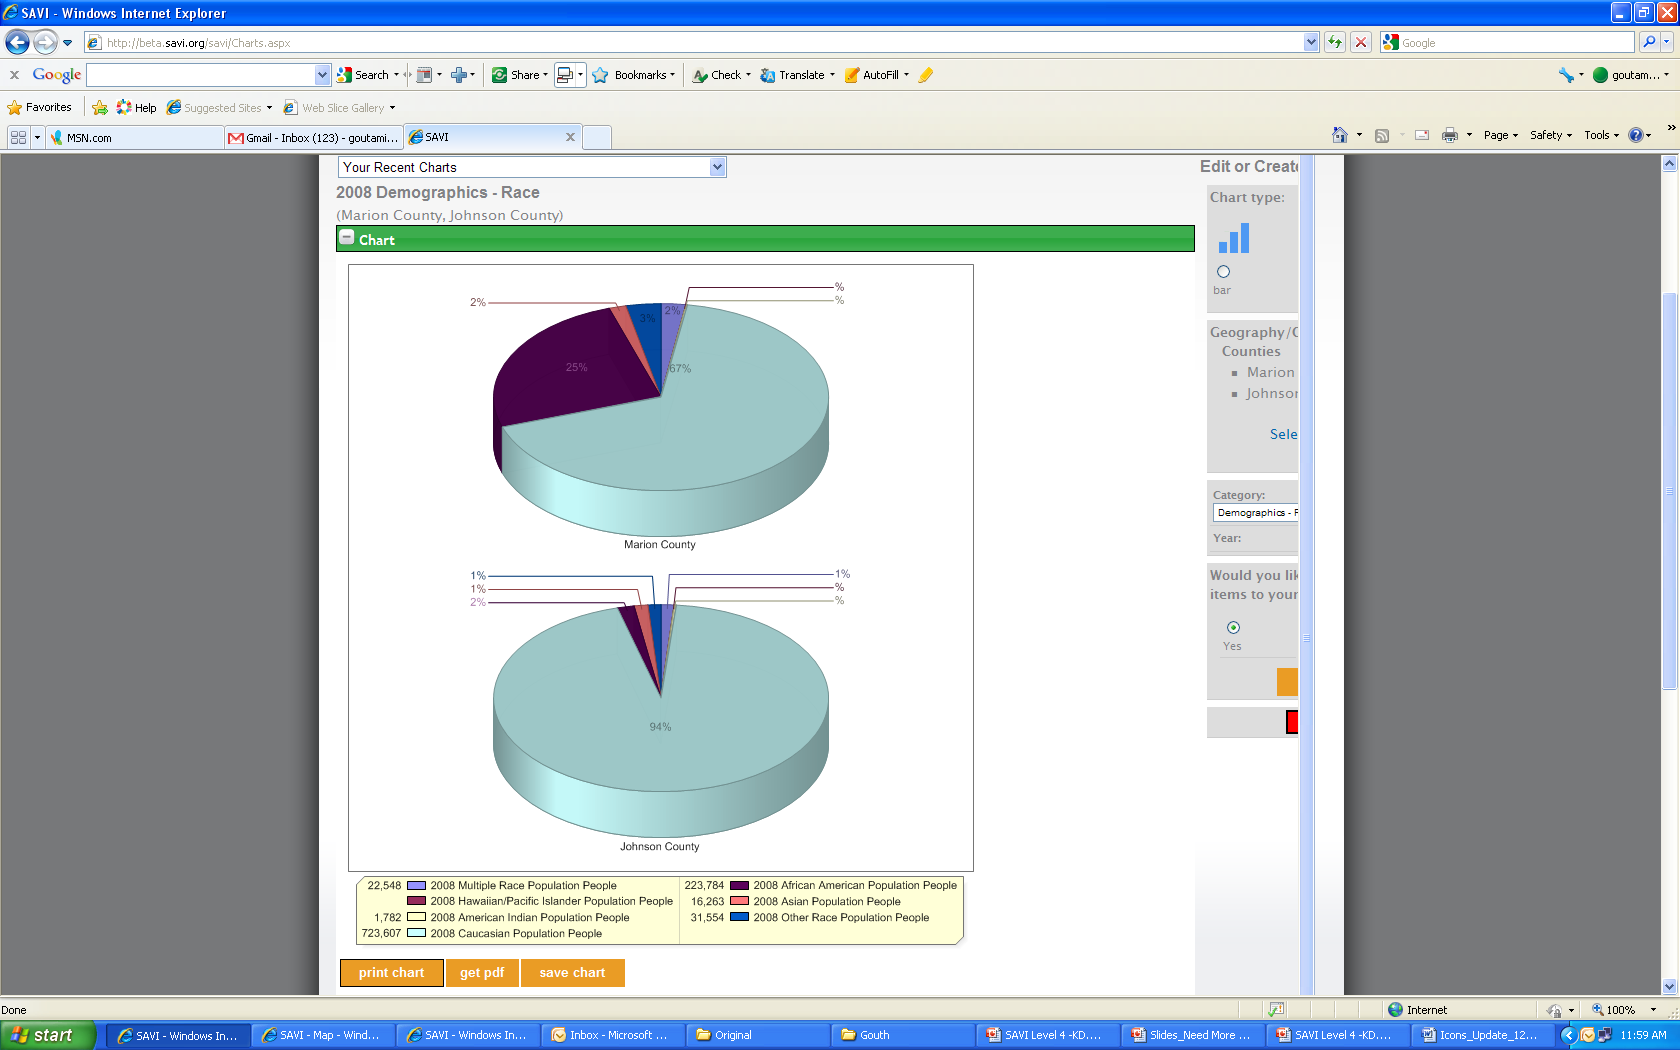 SAVI - Windows Internet Explorer
http://beta.savi.org/savi/Charts.aspx
Google
x Google Search Share Bookmarks Check Translate AutoFill goutam...
Favorites Help Suggested Sites Web Slice Gallery
MSN.com Gmail - Inbox (123) - goutami... SAVI Page Safety Tools »
Your Recent Charts
2008 Demographics - Race
(Marion County, Johnson County)
Chart
2% % %
3% 2%
25% 67%
Marion County
1% 1%
1% %
2% %
94%
Johnson County
22,548 2008 Multiple Race Population People
2008 Hawaiian/Pacific Islander Population People
1,782 2008 American Indian Population People
723,607 2008 Caucasian Population People
223,784 2008 African American Population People
16,263 2008 Asian Population People
31,554 2008 Other Race Population People
print chart get pdf save chart
Edit or Create
Chart type:
bar
Geography/C
Counties
Marion
Johnson
Sele
Category:
Demographics - R
Year:
Would you lik
items to your
Yes
Done Internet 100%
start SAVI - Windows In... SAVI - Map - Wind... SAVI - Windows In... Inbox - Microsoft ... Original Gouth SAVI Level 4 -KD.... Slides_Need More ... SAVI Level 4 -KD.... Icons_Update_12... 11:59 AM